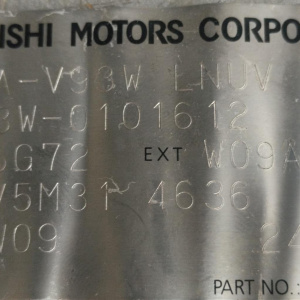 ISHI MOTORS CORPO
A-V93W LNUV
3W-0101612
6G72 EXT W09A
V5M31 4636
W09 24
PART NO.: